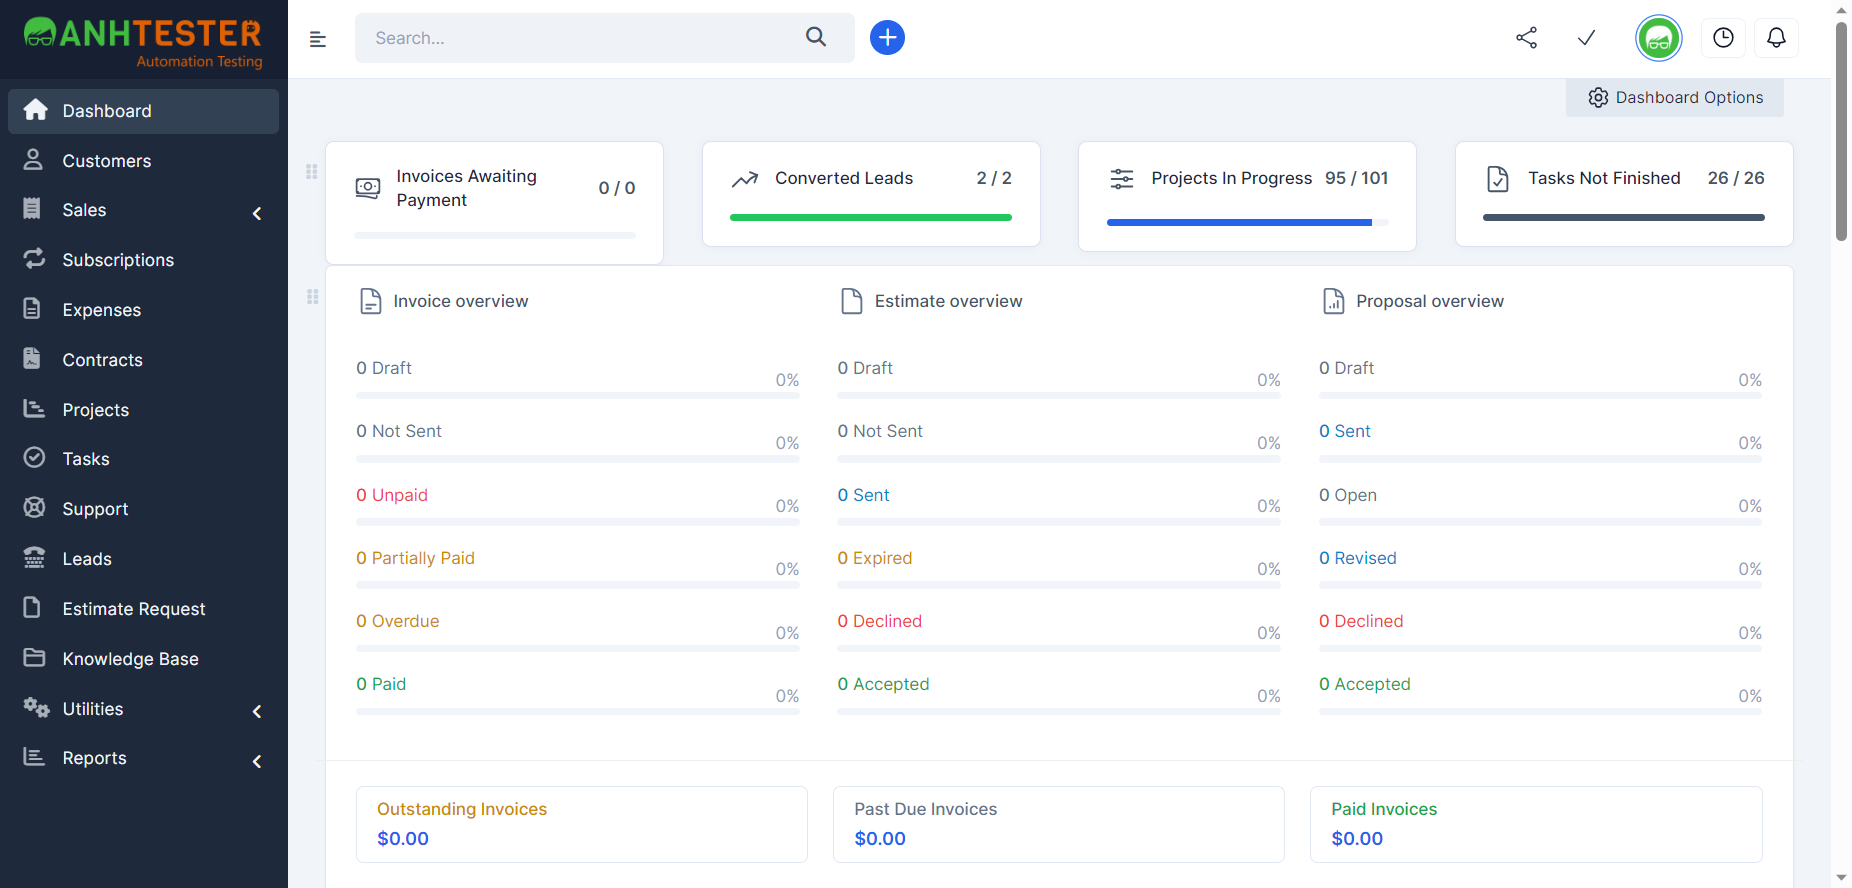 ANHTESTER
Automation Testing
Search...
Dashboard Options
Dashboard
Customers
Sales
Subscriptions
Expenses
Contracts
Projects
Tasks
Support
Leads
Estimate Request
Knowledge Base
Utilities
Reports
Invoices Awaiting
Payment
0 / 0
Converted Leads 2 / 2
Projects In Progress 95 / 101
Tasks Not Finished 26 / 26
Invoice overview
0 Draft
0%
0 Not Sent
0%
0 Unpaid
0%
0 Partially Paid
0%
0 Overdue
0%
0 Paid
0%
Estimate overview
0 Draft
0%
0 Not Sent
0%
0 Sent
0%
0 Expired
0%
0 Declined
0%
0 Accepted
0%
Proposal overview
0 Draft
0%
0 Sent
0%
0 Open
0%
0 Revised
0%
0 Declined
0%
0 Accepted
0%
Outstanding Invoices
$0.00
Past Due Invoices
$0.00
Paid Invoices
$0.00